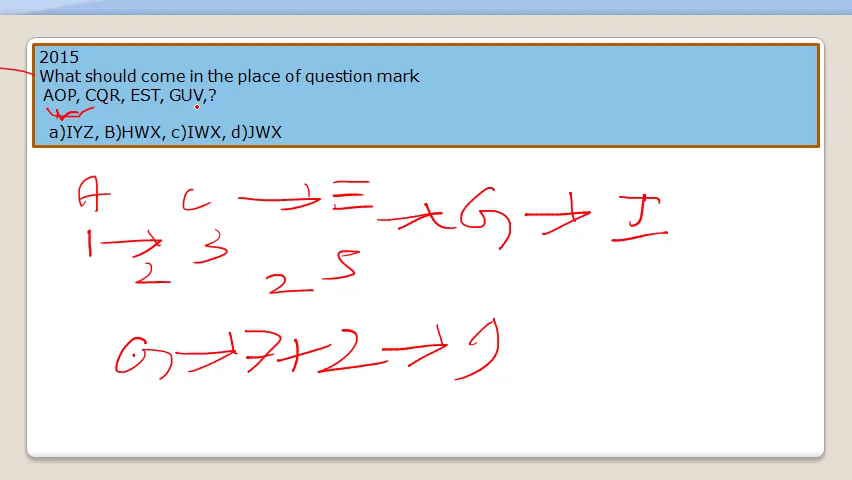 2015
What should come in the place of question mark
AOP, CQR, EST, GUV,?
a)IYZ, B)HWX, c)IWX, d)JWX
A C → E → G → I
1 → 3 5
2 2
G → 7+2 → 9